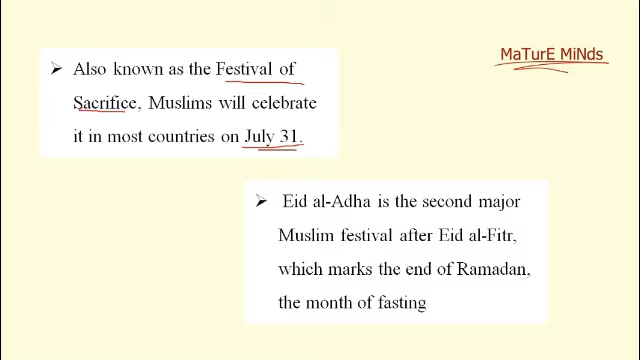 MaTurE MiNds
➢ Also known as the Festival of
Sacrifice, Muslims will celebrate
it in most countries on July 31.
➢ Eid al-Adha is the second major
Muslim festival after Eid al-Fitr,
which marks the end of Ramadan,
the month of fasting